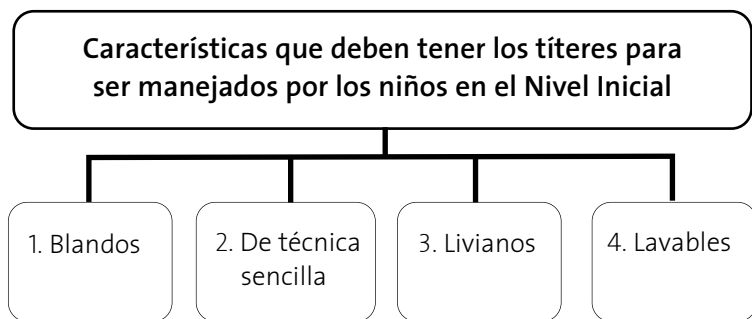 Características que deben tener los títeres para
ser manejados por los niños en el Nivel Inicial
1. Blandos
2. De técnica
sencilla
3. Livianos
4. Lavables